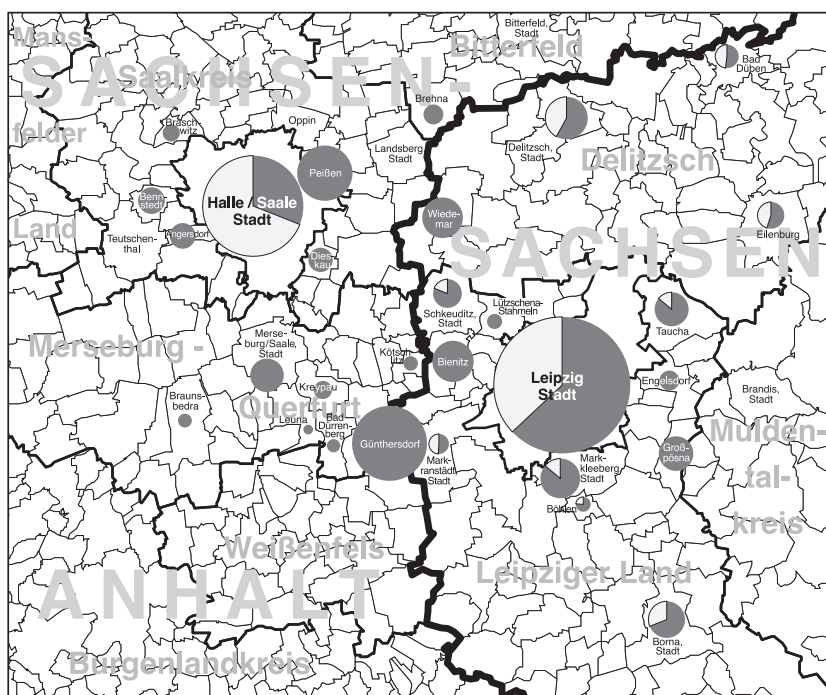 Mans-
felder
Land
SACHSEN-
ANHALT
Saalkreis
Bitterfeld
Bitterfeld,
Stadt
Bad
Düben
Brehna
Brasch-
witz
Oppin
Landsberg
Stadt
Delitzsch,
Stadt
Delitzsch
Peißen
Halle / Saale
Stadt
Benn
stedt
Wiede-
mar
Eilenburg
Teutschen-
thal
Angersdorf
Dies
kau
SACHSEN
Schkeuditz,
Stadt
Lützschena-
Stahmeln
Taucha
Merseburg -
Querfurt
Merse-
burg/Saale,
Stadt
Kötsch
litz
Bienitz
Leipzig
Stadt
Engelsdorf
Brandis,
Stadt
Brauns-
bedra
Kreypau
Leuna
Bad
Dürren-
berg
Günthersdorf
Mark-
ranstädt,
Stadt
Mark-
kleeberg,
Stadt
Groß-
pösna
Mulden-
tal-
kreis
Böhlen
Weißenfels
Leipziger Land
Borna,
Stadt
Burgenlandkreis